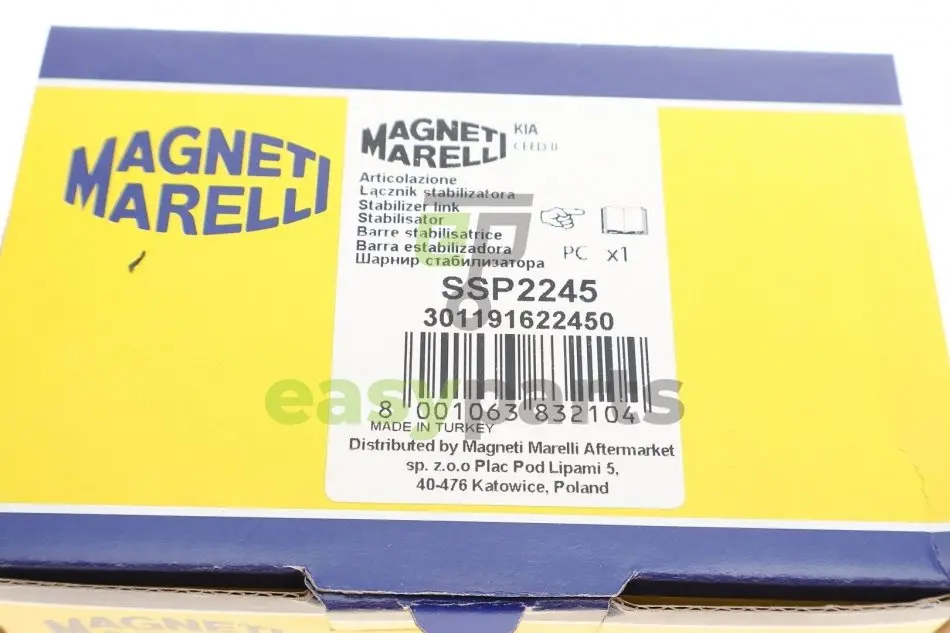 MAGNETI
MARELLI
MAGNETI
MARELLI
KIA
CEED II
Articolazione
Łącznik stabilizatora
Stabilizer link
Stabilisator
Barre stabilisatrice
Barra estabilizadora
Шарнир стабилизатора
PC x1
SSP2245
301191622450
easyparts
8 001063 832104
MADE IN TURKEY
Distributed by Magneti Marelli Aftermarket
sp. z.o.o Plac Pod Lipami 5,
40-476 Katowice, Poland
MAGNETI